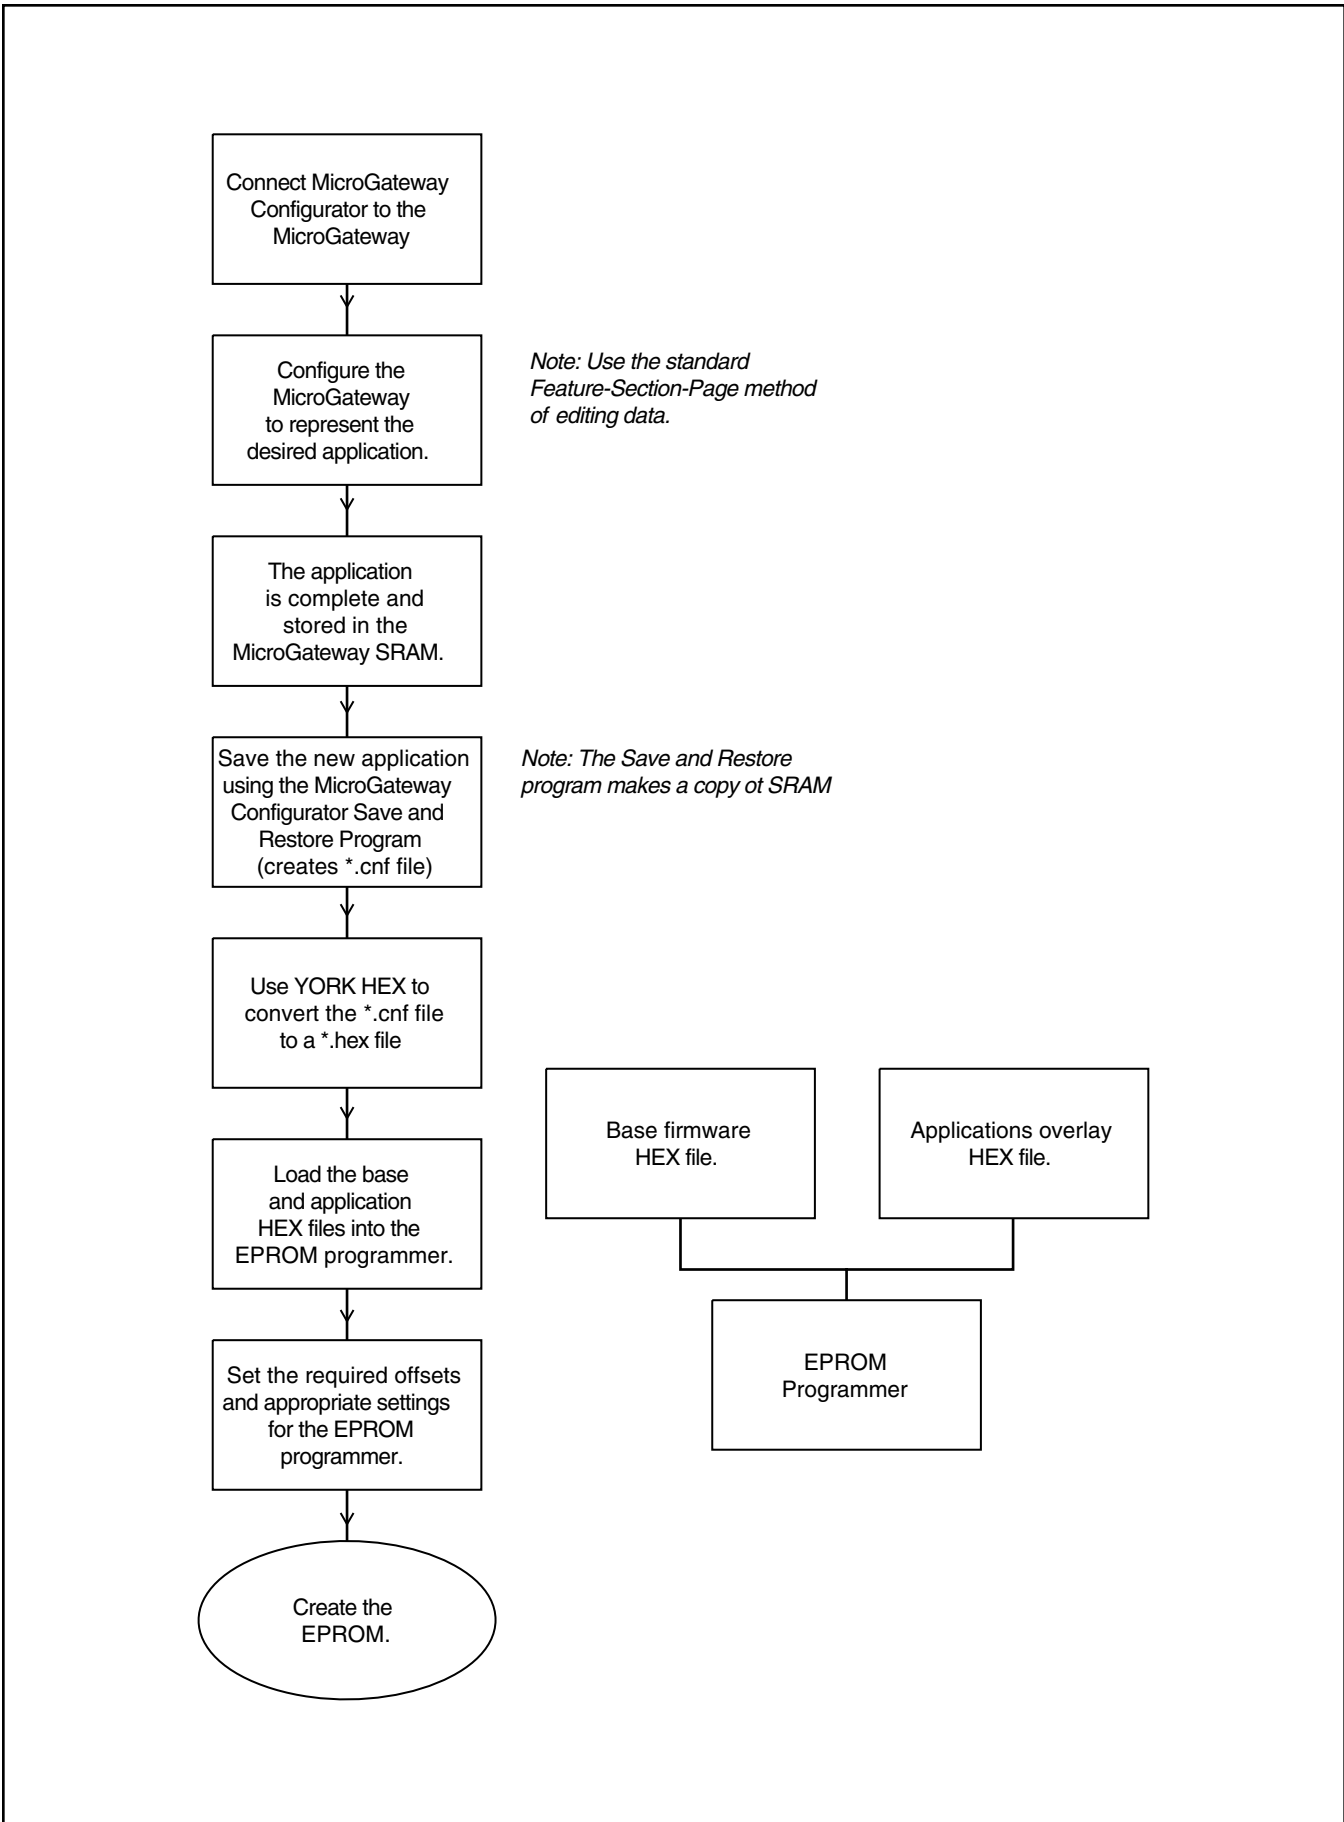 Connect MicroGateway
Configurator to the
MicroGateway
Configure the
MicroGateway
to represent the
desired application.
Note: Use the standard
Feature-Section-Page method
of editing data.
The application
is complete and
stored in the
MicroGateway SRAM.
Save the new application
using the MicroGateway
Configurator Save and
Restore Program
(creates *.cnf file)
Note: The Save and Restore
program makes a copy ot SRAM
Use YORK HEX to
convert the *.cnf file
to a *.hex file
Load the base
and application
HEX files into the
EPROM programmer.
Base firmware
HEX file.
Applications overlay
HEX file.
EPROM
Programmer
Set the required offsets
and appropriate settings
for the EPROM
programmer.
Create the
EPROM.